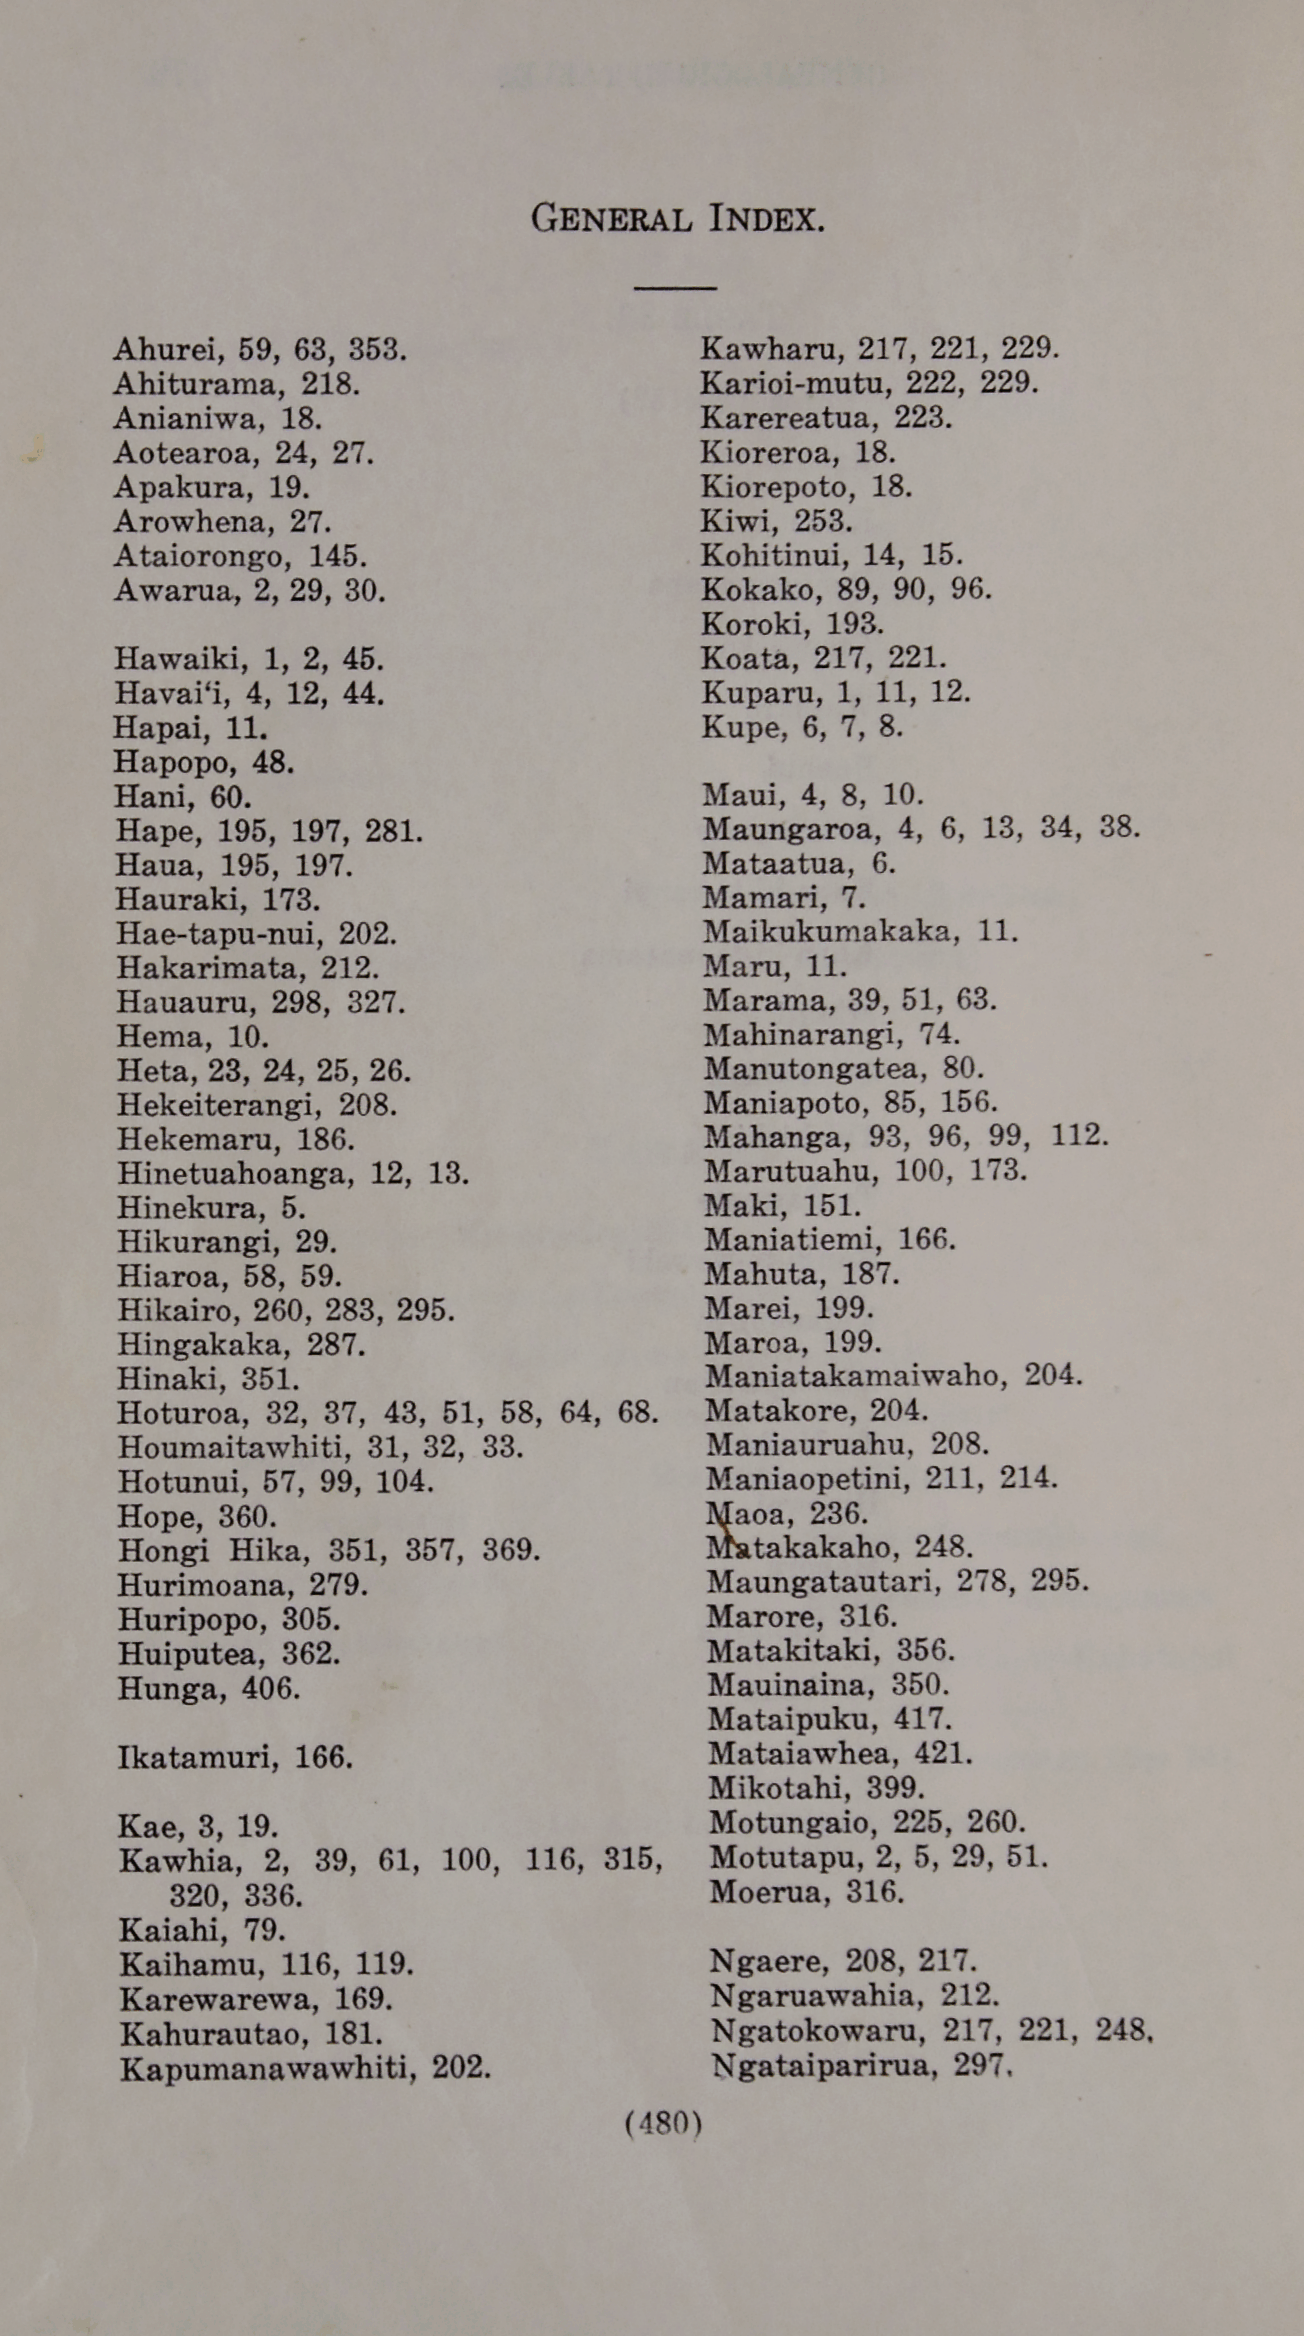 GENERAL INDEX.
Ahurei, 59, 63, 353.
Ahiturama, 218.
Anianiwa, 18.
Aotearoa, 24, 27.
Apakura, 19.
Arowhena, 27.
Ataiorongo, 145.
Awarua, 2, 29, 30.
Hawaiki, 1, 2, 45.
Havai‘i, 4, 12, 44.
Hapai, 11.
Hapopo, 48.
Hani, 60.
Hape, 195, 197, 281.
Haua, 195, 197.
Hauraki, 173.
Hae-tapu-nui, 202.
Hakarimata, 212.
Hauauru, 298, 327.
Hema, 10.
Heta, 23, 24, 25, 26.
Hekeiterangi, 208.
Hekemaru, 186.
Hinetuahoanga, 12, 13.
Hinekura, 5.
Hikurangi, 29.
Hiaroa, 58, 59.
Hikairo, 260, 283, 295.
Hingakaka, 287.
Hinaki, 351.
Hoturoa, 32, 37, 43, 51, 58, 64, 68.
Houmaitawhiti, 31, 32, 33.
Hotunui, 57, 99, 104.
Hope, 360.
Hongi Hika, 351, 357, 369.
Hurimoana, 279.
Huripopo, 305.
Huiputea, 362.
Hunga, 406.
Ikatamuri, 166.
Kae, 3, 19.
Kawhia, 2, 39, 61, 100, 116, 315,
320, 336.
Kaiahi, 79.
Kaihamu, 116, 119.
Karewarewa, 169.
Kahurautao, 181.
Kapumanawawhiti, 202.
Kawharu, 217, 221, 229.
Karioi-mutu, 222, 229.
Karereatua, 223.
Kioreroa, 18.
Kiorepoto, 18.
Kiwi, 253.
Kohitinui, 14, 15.
Kokako, 89, 90, 96.
Koroki, 193.
Koata, 217, 221.
Kuparu, 1, 11, 12.
Kupe, 6, 7, 8.
Maui, 4, 8, 10.
Maungaroa, 4, 6, 13, 34, 38.
Mataatua, 6.
Mamari, 7.
Maikukumakaka, 11.
Maru, 11.
Marama, 39, 51, 63.
Mahinarangi, 74.
Manutongatea, 80.
Maniapoto, 85, 156.
Mahanga, 93, 96, 99, 112.
Marutuahu, 100, 173.
Maki, 151.
Maniatiemi, 166.
Mahuta, 187.
Marei, 199.
Maroa, 199.
Maniatakamaiwaho, 204.
Matakore, 204.
Maniauruahu, 208.
Maniaopetini, 211, 214.
Maoa, 236.
Matakakaho, 248.
Maungatautari, 278, 295.
Marore, 316.
Matakitaki, 356.
Mauinaina, 350.
Mataipuku, 417.
Mataiawhea, 421.
Mikotahi, 399.
Motungaio, 225, 260.
Motutapu, 2, 5, 29, 51.
Moerua, 316.
Ngaere, 208, 217.
Ngaruawahia, 212.
Ngatokowaru, 217, 221, 248.
Ngataiparirua, 297.
(480)